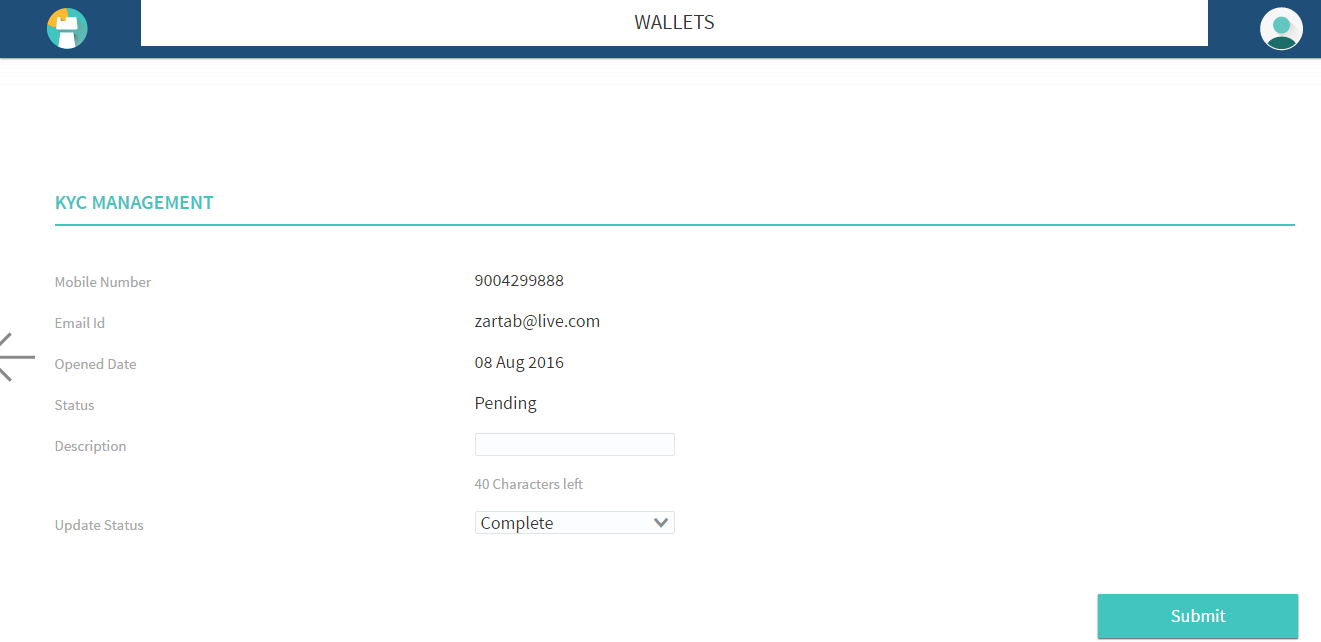 WALLETS
KYC MANAGEMENT
Mobile Number 9004299888
Email Id zartab@live.com
Opened Date 08 Aug 2016
Status Pending
Description
40 Characters left
Update Status Complete
Submit